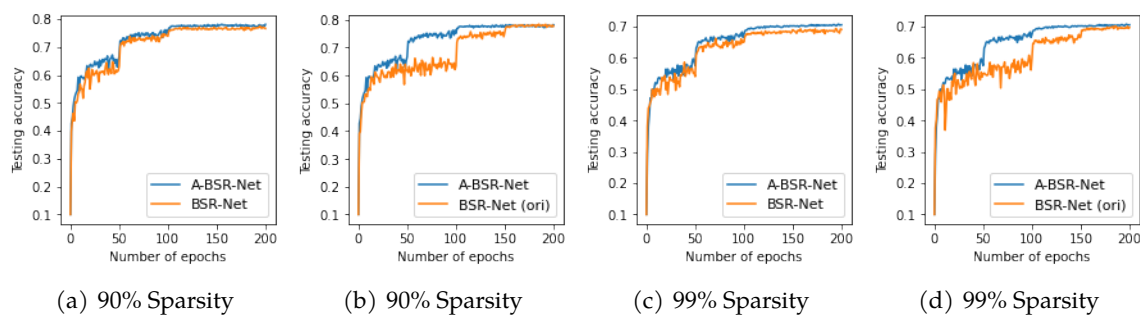 0.8
0.7
0.6
0.5
0.4
0.3
0.2
0.1
Testing accuracy
A-BSR-Net
BSR-Net
0 50 100 150 200
Number of epochs
(a) 90% Sparsity
0.8
0.7
0.6
0.5
0.4
0.3
0.2
0.1
Testing accuracy
A-BSR-Net
BSR-Net (ori)
0 50 100 150 200
Number of epochs
(b) 90% Sparsity
0.7
0.6
0.5
0.4
0.3
0.2
0.1
Testing accuracy
A-BSR-Net
BSR-Net
0 50 100 150 200
Number of epochs
(c) 99% Sparsity
0.7
0.6
0.5
0.4
0.3
0.2
0.1
Testing accuracy
A-BSR-Net
BSR-Net (ori)
0 50 100 150 200
Number of epochs
(d) 99% Sparsity